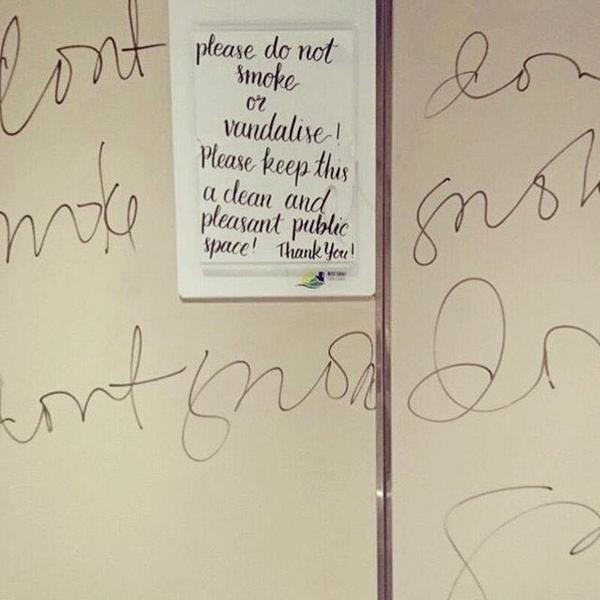 please do not
smoke
or
vandalise!
Please keep this
a clean and
pleasant public
space! Thank You!
dont
smoke
dont smok
don
smok
do